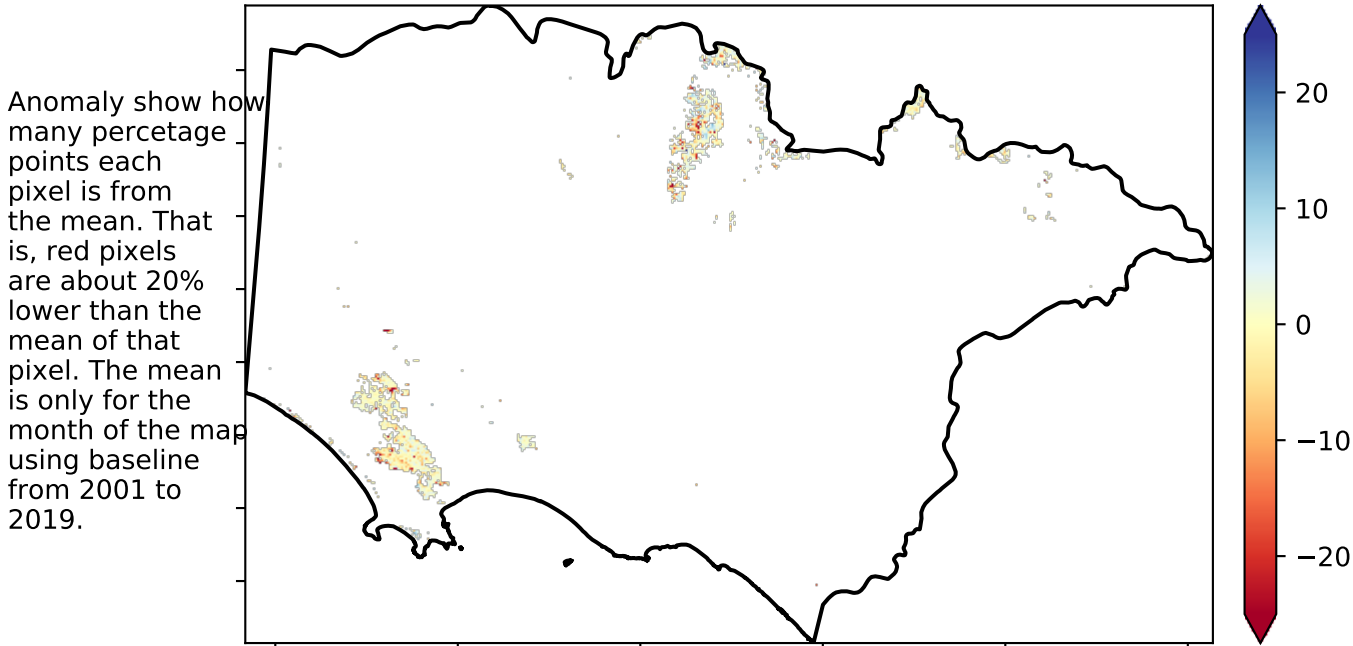 Anomaly show how
many percetage
points each
pixel is from
the mean. That
is, red pixels
are about 20%
lower than the
mean of that
pixel. The mean
is only for the
month of the map
using baseline
from 2001 to
2019.
20
10
0
−10
−20